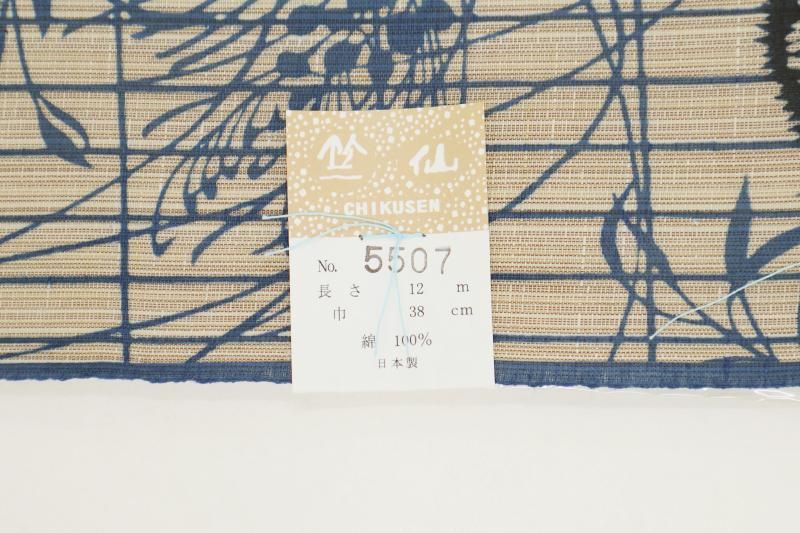 竺仙
CHIKUSEN
No. 5507
長さ 12 m
巾 38 cm
綿 100%
日本製